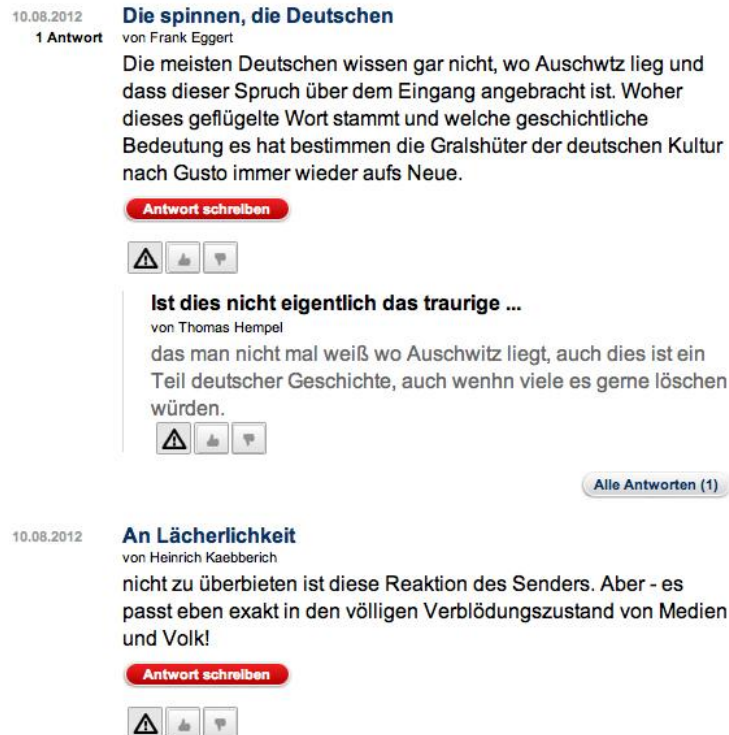 10.08.2012 Die spinnen, die Deutschen
1 Antwort von Frank Eggert
Die meisten Deutschen wissen gar nicht, wo Auschwtz lieg und
dass dieser Spruch über dem Eingang angebracht ist. Woher
dieses geflügelte Wort stammt und welche geschichtliche
Bedeutung es hat bestimmen die Gralshüter der deutschen Kultur
nach Gusto immer wieder aufs Neue.
Antwort schreiben
Ist dies nicht eigentlich das traurige ...
von Thomas Hempel
das man nicht mal weiß wo Auschwitz liegt, auch dies ist ein
Teil deutscher Geschichte, auch wenhn viele es gerne löschen
würden.
Alle Antworten (1)
10.08.2012 An Lächerlichkeit
von Heinrich Kaebberich
nicht zu überbieten ist diese Reaktion des Senders. Aber - es
passt eben exakt in den völligen Verblödungszustand von Medien
und Volk!
Antwort schreiben